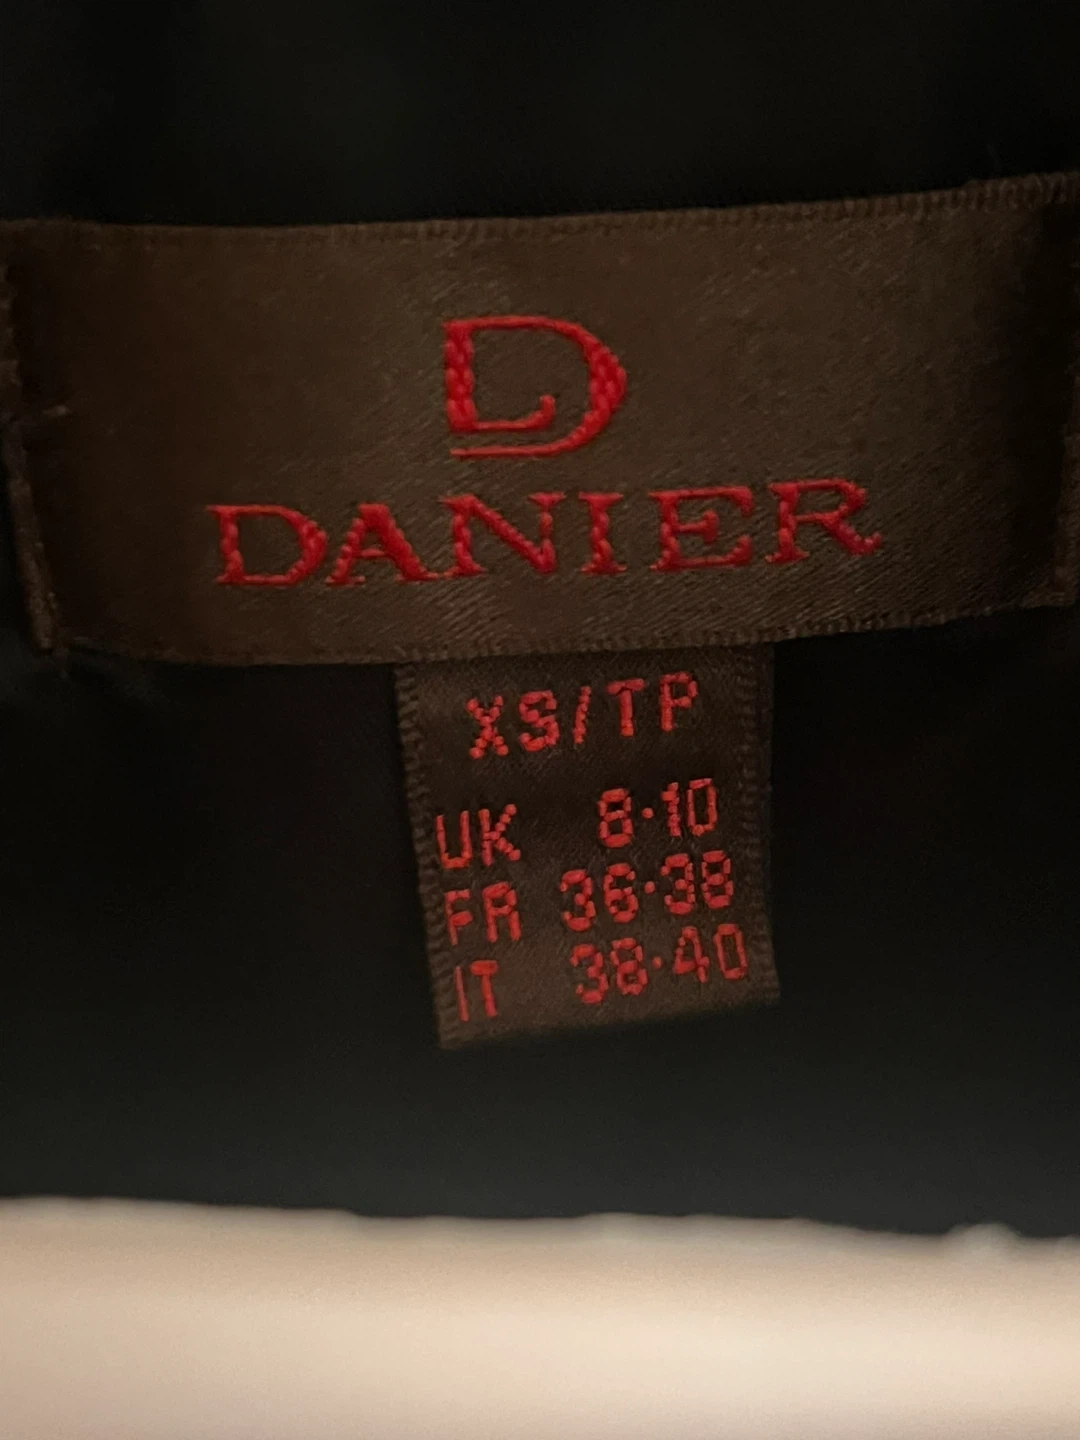 D
DANIER
XS/TP
UK 8·10
FR 36·38
IT 38·40